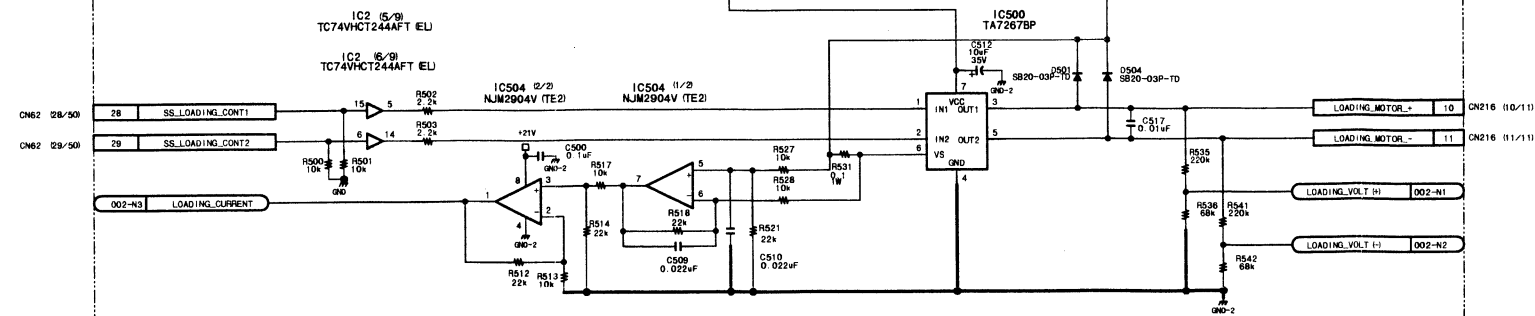 IC2 (5/9)
TC74VHCT244AFT (EL)
IC2 (6/9)
TC74VHCT244AFT (EL)
IC504 (2/2)
NJM2904V (TE2)
IC504 (1/2)
NJM2904V (TE2)
IC500
TA7267BP
C512
10uF
35V
GND-2
D501
SB20-03P-TD
D504
SB20-03P-TD
CN62 (28/50)
28
SS_LOADING_CONT1
15
5
R502
2.2k
1
IN1
VCC
7
OUT1
3
LOADING_MOTOR_+
10
CN216 (10/11)
C517
0.01uF
CN62 (29/50)
29
SS_LOADING_CONT2
6
14
R503
2.2k
+21V
2
IN2
OUT2
5
LOADING_MOTOR_-
11
CN216 (11/11)
6
VS
GND
4
R500
10k
R501
10k
GND
C500
0.1uF
GND-2
R527
10k
R531
0.1
1W
R528
10k
R535
220k
002-N3
LOADING_CURRENT
1
8
3
+
2
-
4
GND-2
R517
10k
7
5
+
6
-
R518
22k
R514
22k
R521
22k
C509
0.022uF
C510
0.022uF
R512
22k
R513
10k
R536
68k
R541
220k
R542
68k
LOADING_VOLT (+)
002-N1
LOADING_VOLT (-)
002-N2
GND-2